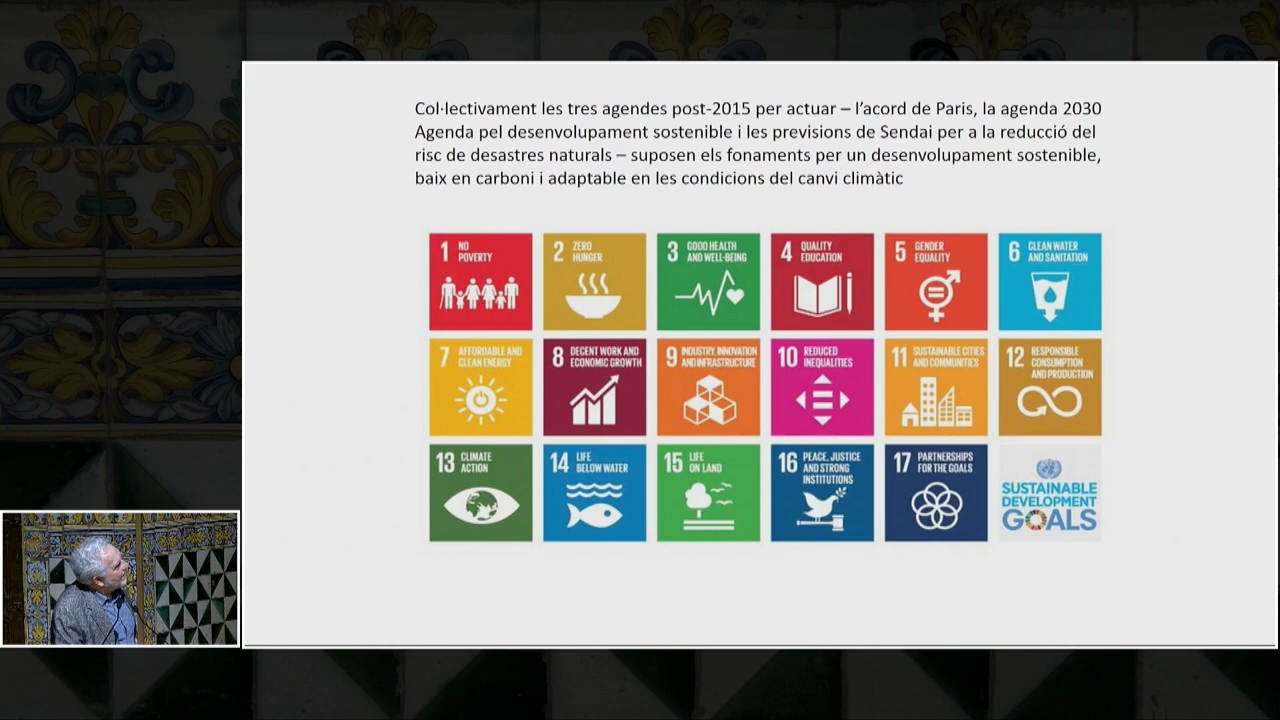 Col·lectivament les tres agendes post-2015 per actuar – l'acord de Paris, la agenda 2030
Agenda pel desenvolupament sostenible i les previsions de Sendai per a la reducció del
risc de desastres naturals – suposen els fonaments per un desenvolupament sostenible,
baix en carboni i adaptable en les condicions del canvi climàtic
1 NO
POVERTY
2 ZERO
HUNGER
3 GOOD HEALTH
AND WELL-BEING
4 QUALITY
EDUCATION
5 GENDER
EQUALITY
6 CLEAN WATER
AND SANITATION
7 AFFORDABLE AND
CLEAN ENERGY
8 DECENT WORK AND
ECONOMIC GROWTH
9 INDUSTRY, INNOVATION
AND INFRASTRUCTURE
10 REDUCED
INEQUALITIES
11 SUSTAINABLE CITIES
AND COMMUNITIES
12 RESPONSIBLE
CONSUMPTION
AND PRODUCTION
13 CLIMATE
ACTION
14 LIFE
BELOW WATER
15 LIFE
ON LAND
16 PEACE, JUSTICE
AND STRONG
INSTITUTIONS
17 PARTNERSHIPS
FOR THE GOALS
SUSTAINABLE
DEVELOPMENT
GOALS